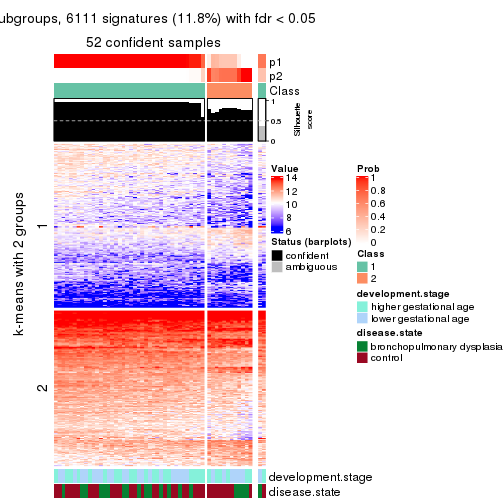 ubgroups, 6111 signatures (11.8%) with fdr < 0.05
52 confident samples
p1
p2
Class
1
0.5
0
Silhouette
score
k-means with 2 groups
1
2
Value
14
12
10
8
6
Status (barplots)
confident
ambiguous
Prob
1
0.8
0.6
0.4
0.2
0
Class
1
2
development.stage
higher gestational age
lower gestational age
disease.state
bronchopulmonary dysplasia
control
development.stage
disease.state